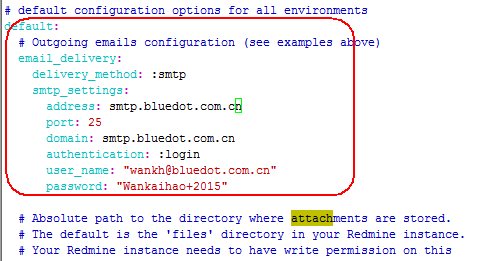 # default configuration options for all environments
default:
# Outgoing emails configuration (see examples above)
email_delivery:
delivery_method: :smtp
smtp_settings:
address: smtp.bluedot.com.cn
port: 25
domain: smtp.bluedot.com.cn
authentication: :login
user_name: "wankh@bluedot.com.cn"
password: "Wankaihao+2015"
# Absolute path to the directory where attachments are stored.
# The default is the 'files' directory in your Redmine instance.
# Your Redmine instance needs to have write permission on this